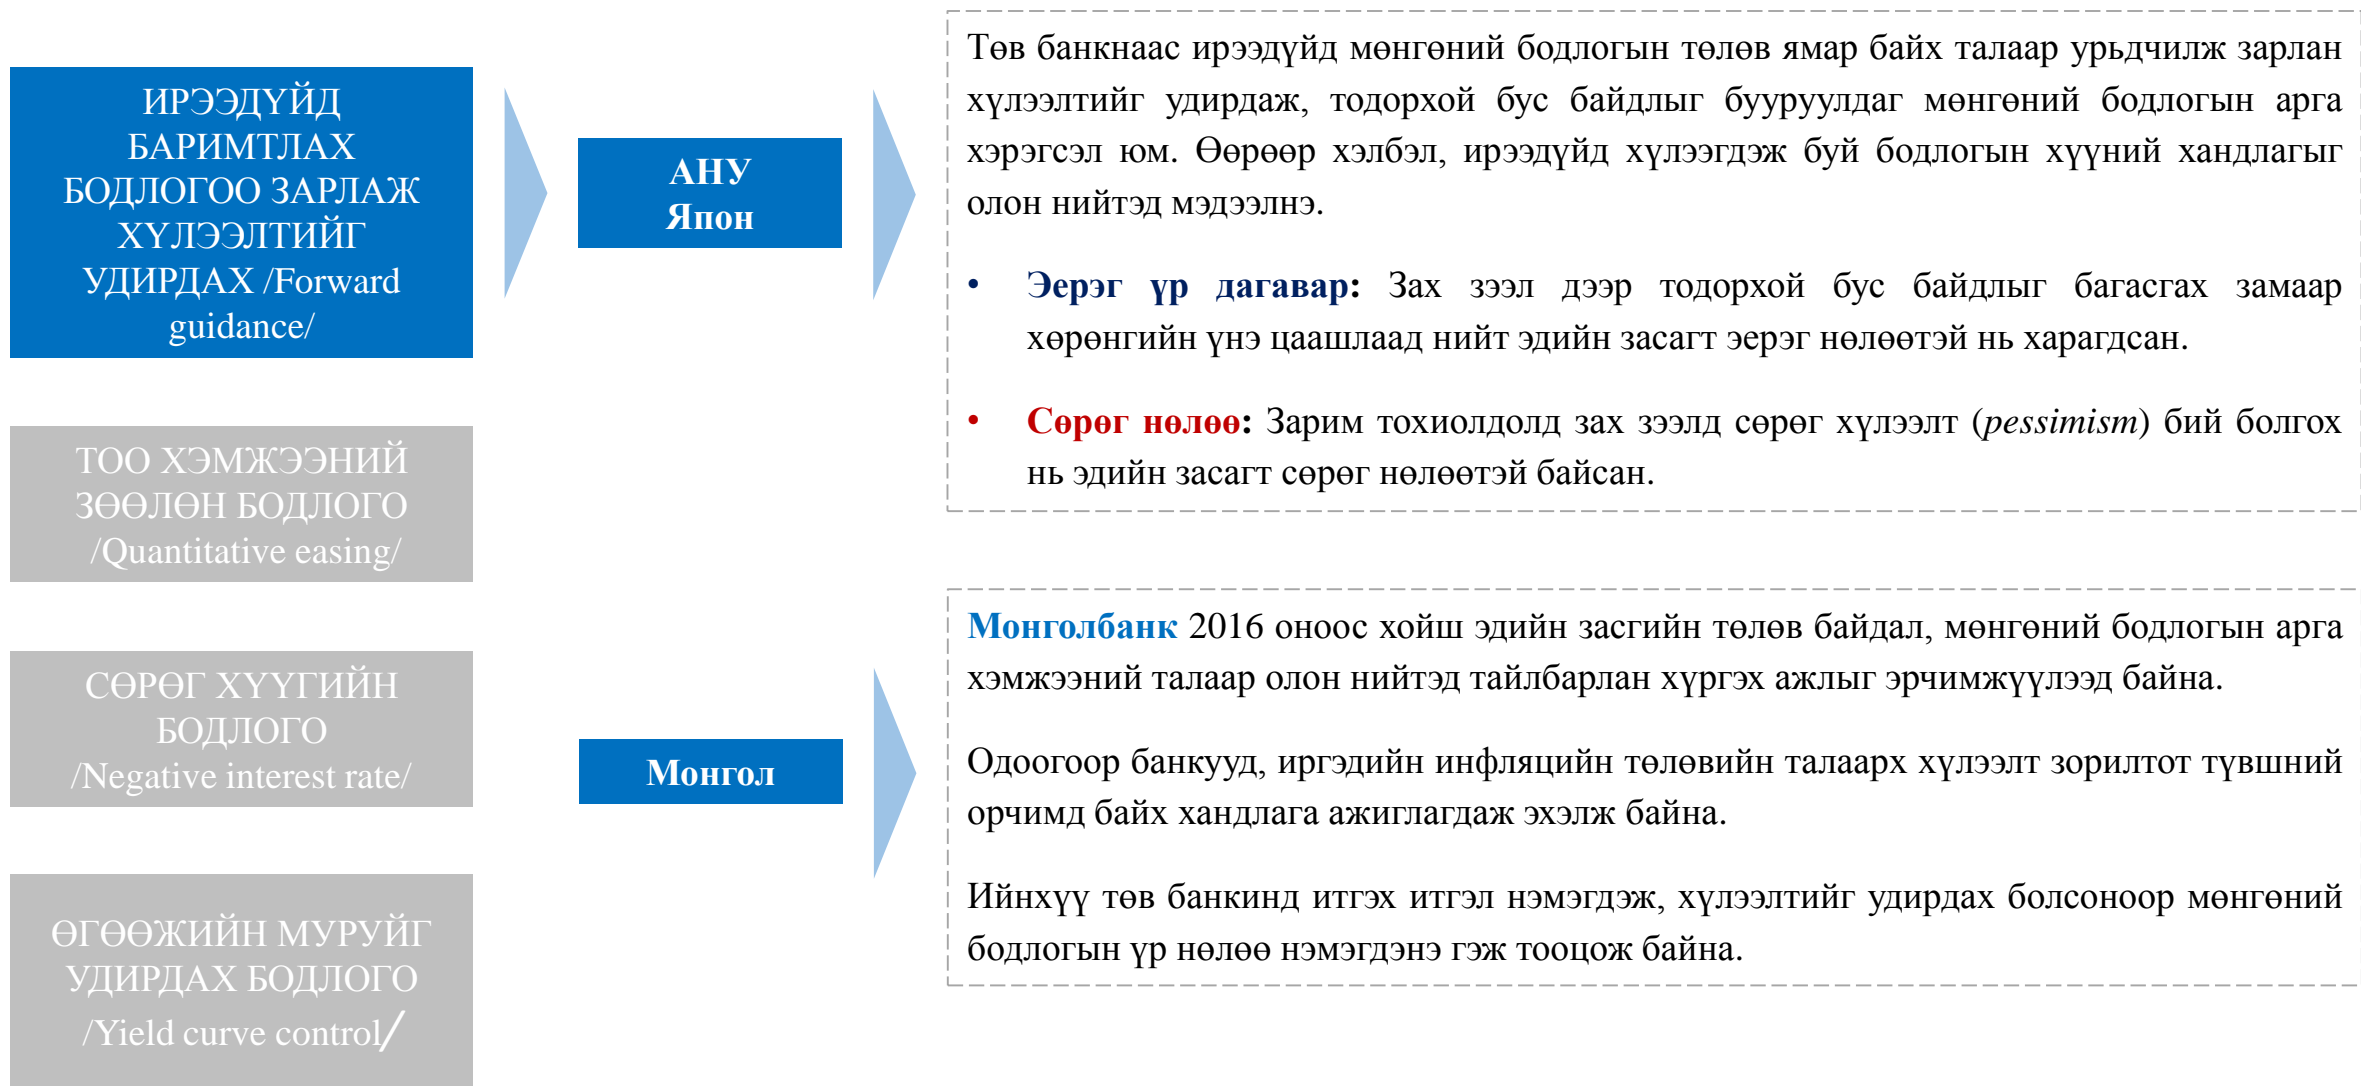 ИРЭЭДҮЙД
БАРИМТЛАХ
БОДЛОГОО ЗАРЛАЖ
ХҮЛЭЭЛТИЙГ
УДИРДАХ /Forward
guidance/
ТОО ХЭМЖЭЭНИЙ
ЗӨӨЛӨН БОДЛОГО
/Quantitative easing/
СӨРӨГ ХҮҮГИЙН
БОДЛОГО
/Negative interest rate/
ӨГӨӨЖИЙН МУРУЙГ
УДИРДАХ БОДЛОГО
/Yield curve control/
АНУ
Япон
Төв банкнаас ирээдүйд мөнгөний бодлогын төлөв ямар байх талаар урьдчилж зарлан
хүлээлтийг удирдаж, тодорхой бус байдлыг бууруулдаг мөнгөний бодлогын арга
хэрэгсэл юм. Өөрөөр хэлбэл, ирээдүйд хүлээгдэж буй бодлогын хүүний хандлагыг
олон нийтэд мэдээлнэ.
• Эерэг үр дагавар: Зах зээл дээр тодорхой бус байдлыг багасгах замаар
хөрөнгийн үнэ цаашлаад нийт эдийн засагт эерэг нөлөөтэй нь харагдсан.
• Сөрөг нөлөө: Зарим тохиолдолд зах зээлд сөрөг хүлээлт (pessimism) бий болгох
нь эдийн засагт сөрөг нөлөөтэй байсан.
Монгол
Монголбанк 2016 оноос хойш эдийн засгийн төлөв байдал, мөнгөний бодлогын арга
хэмжээний талаар олон нийтэд тайлбарлан хүргэх ажлыг эрчимжүүлээд байна.
Одоогоор банкууд, иргэдийн инфляцийн төлөвийн талаарх хүлээлт зорилтот түвшний
орчимд байх хандлага ажиглагдаж эхэлж байна.
Ийнхүү төв банкинд итгэх итгэл нэмэгдэж, хүлээлтийг удирдах болсоноор мөнгөний
бодлогын үр нөлөө нэмэгдэнэ гэж тооцож байна.